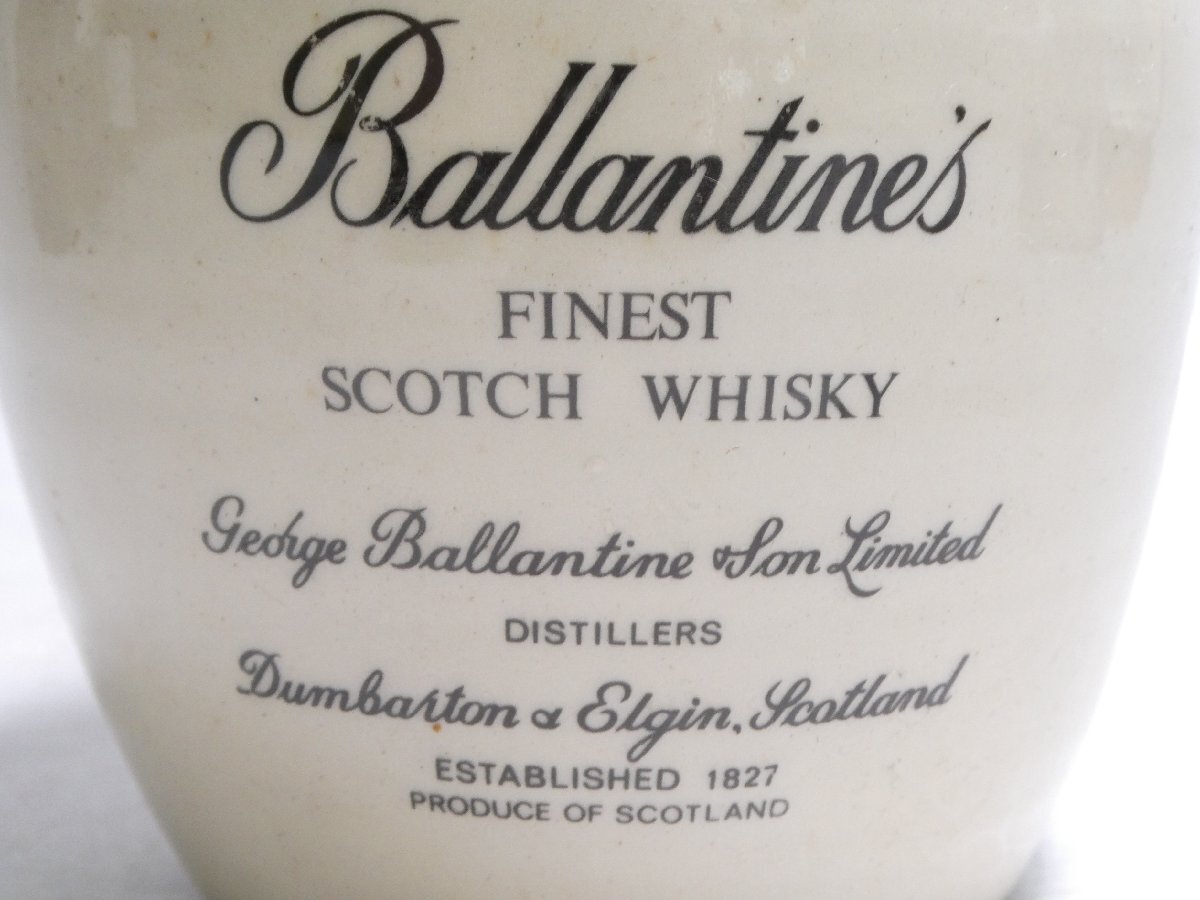 Ballantine's
FINEST
SCOTCH WHISKY
George Ballantine & Son Limited
DISTILLERS
Dumbarton & Elgin, Scotland
ESTABLISHED 1827
PRODUCE OF SCOTLAND